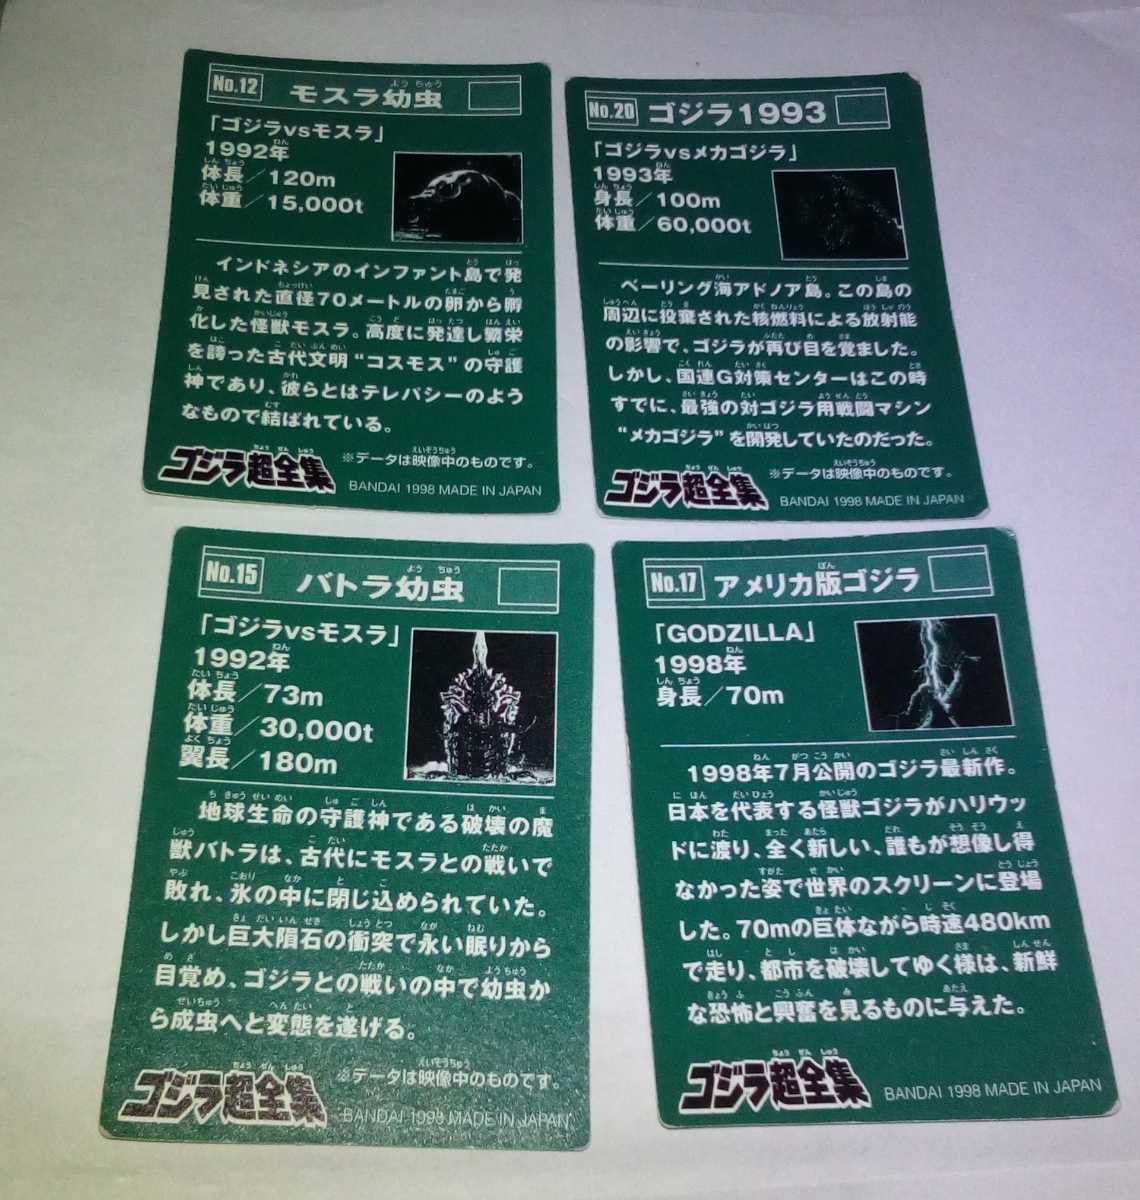 No.12
モスラ幼虫
「ゴジラvsモスラ」
1992年
体長／120m
体重／15,000t
インドネシアのインファント島で発
見された直径70メートルの卵から孵
化した怪獣モスラ。高度に発達し繁栄
を誇った古代文明“コスモス”の守護
神であり、彼らとはテレパシーのよう
なもので結ばれている。
※データは映像中のものです。
ゴジラ超全集
BANDAI 1998 MADE IN JAPAN
No.20
ゴジラ1993
「ゴジラvsメカゴジラ」
1993年
身長／100m
体重／60,000t
ベーリング海アドノア島。この島の
周辺に投棄された核燃料による放射能
の影響で、ゴジラが再び目を覚ました。
しかし、国連G対策センターはこの時
すでに、最強の対ゴジラ用戦闘マシン
“メカゴジラ”を開発していたのだった。
※データは映像中のものです。
ゴジラ超全集
BANDAI 1998 MADE IN JAPAN
No.15
バトラ幼虫
「ゴジラvsモスラ」
1992年
体長／73m
体重／30,000t
翼長／180m
地球生命の守護神である破壊の魔
獣バトラは、古代にモスラとの戦いで
敗れ、氷の中に閉じ込められていた。
しかし巨大隕石の衝突で永い眠りから
目覚め、ゴジラとの戦いの中で幼虫か
ら成虫へと変態を遂げる。
※データは映像中のものです。
ゴジラ超全集
BANDAI 1998 MADE IN JAPAN
No.17
アメリカ版ゴジラ
「GODZILLA」
1998年
身長／70m
1998年7月公開のゴジラ最新作。
日本を代表する怪獣ゴジラがハリウッ
ドに渡り、全く新しい、誰もが想像し得
なかった姿で世界のスクリーンに登場
した。70mの巨体ながら時速480km
で走り、都市を破壊してゆく様は、新鮮
な恐怖と興奮を見るものに与えた。
ゴジラ超全集
BANDAI 1998 MADE IN JAPAN